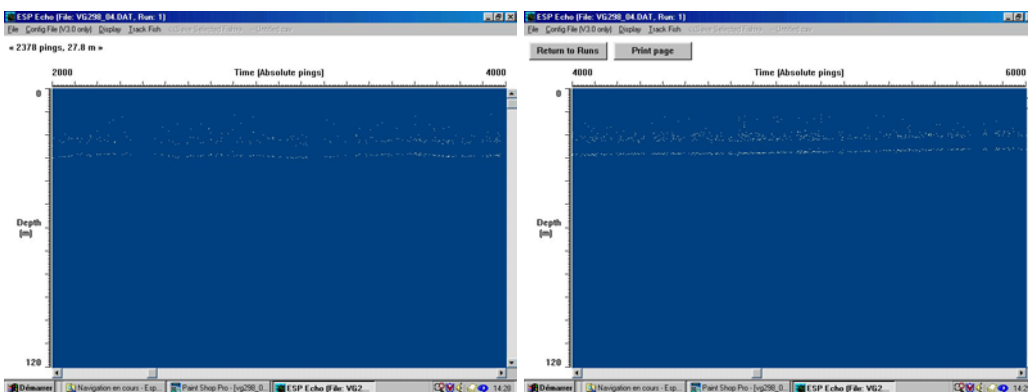 ESP Echo (File: VG298_04.DAT, Run: 1)
File Config File (V3.0 only) Display Track Fish
« 2378 pings, 27.8 m »
2000 Time (Absolute pings) 4000
0
Depth
(m)
120
Démarrer Navigation en cours - Esp... Paint Shop Pro - [vg298_0... ESP Echo (File: VG2... 14:28
ESP Echo (File: VG298_04.DAT, Run: 1)
File Config File (V3.0 only) Display Track Fish
Return to Runs Print page
4000 Time (Absolute pings) 6000
0
Depth
(m)
120
Démarrer Navigation en cours - Esp... Paint Shop Pro - [vg298_0... ESP Echo (File: VG2...